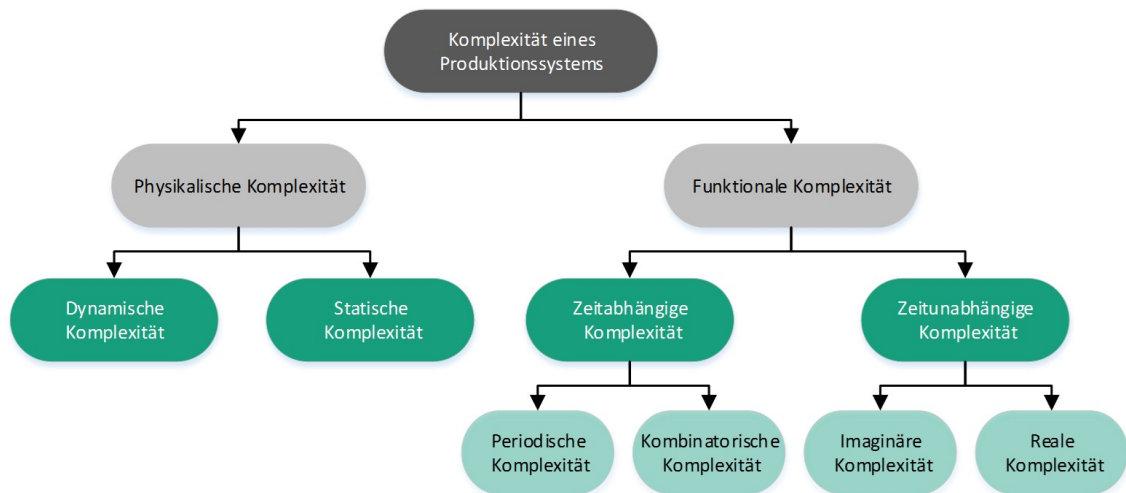 Komplexität eines
Produktionssystems
Physikalische Komplexität
Funktionale Komplexität
Dynamische
Komplexität
Statische
Komplexität
Zeitabhängige
Komplexität
Zeitunabhängige
Komplexität
Periodische
Komplexität
Kombinatorische
Komplexität
Imaginäre
Komplexität
Reale
Komplexität